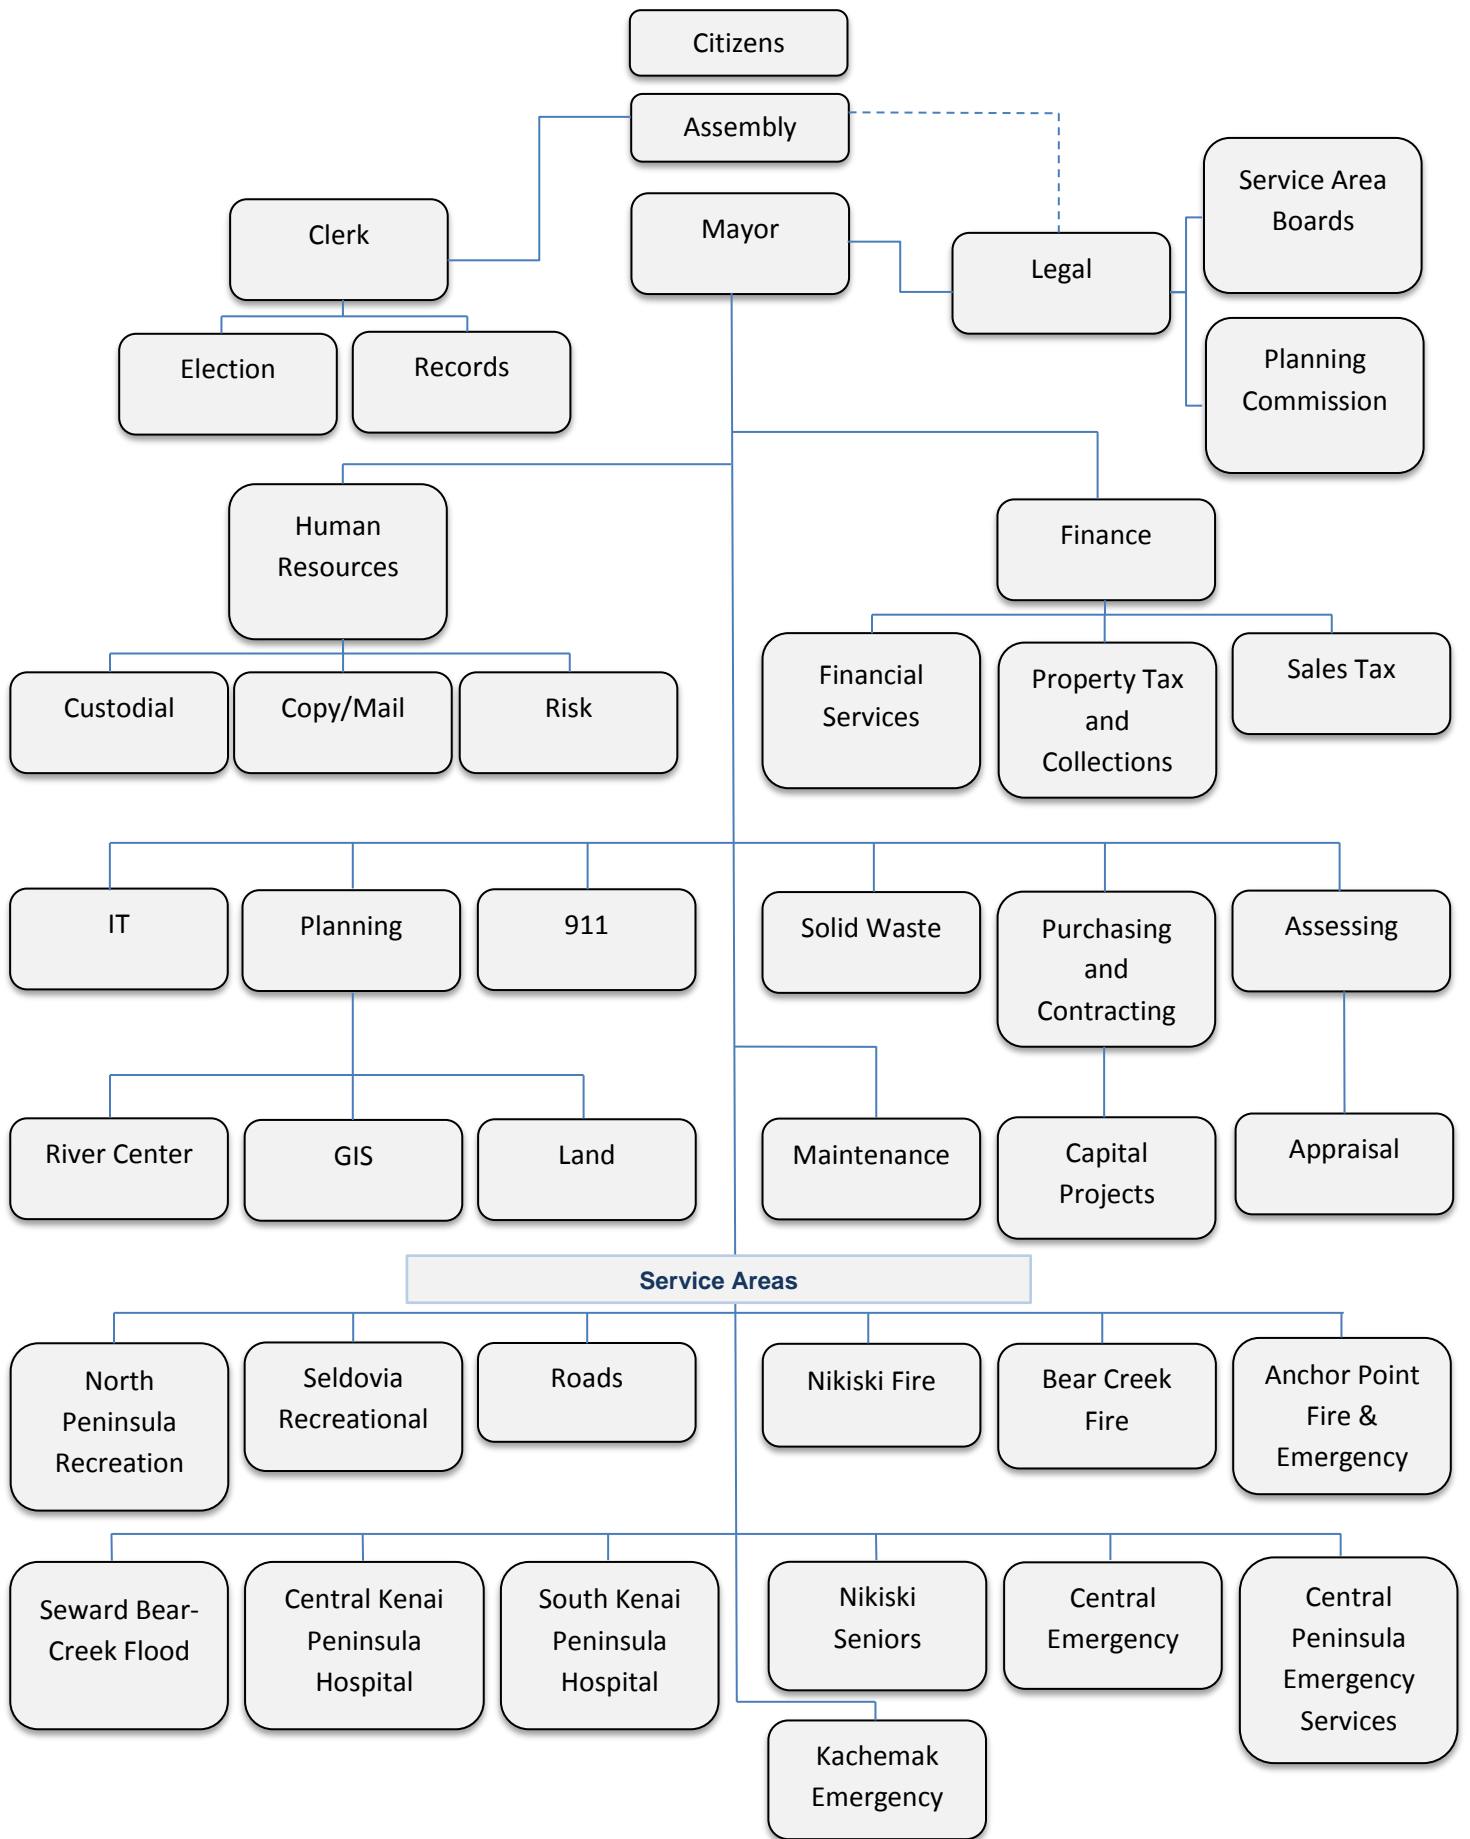 Citizens
Assembly
Mayor
Clerk
Legal
Service Area
Boards
Planning
Commission
Election
Records
Human
Resources
Finance
Custodial
Copy/Mail
Risk
Financial
Services
Property Tax
and
Collections
Sales Tax
IT
Planning
911
Solid Waste
Purchasing
and
Contracting
Assessing
River Center
GIS
Land
Maintenance
Capital
Projects
Appraisal
Service Areas
North
Peninsula
Recreation
Seldovia
Recreational
Roads
Nikiski Fire
Bear Creek
Fire
Anchor Point
Fire &
Emergency
Seward Bear-
Creek Flood
Central Kenai
Peninsula
Hospital
South Kenai
Peninsula
Hospital
Nikiski
Seniors
Central
Emergency
Central
Peninsula
Emergency
Services
Kachemak
Emergency